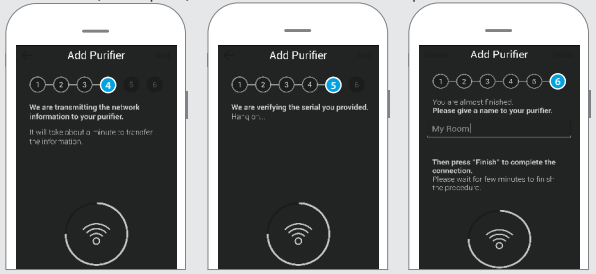 Add Purifier
1 2 3 4 5 6
We are transmitting the network
information to your purifier.
It will take about a minute to transfer
the information.
Add Purifier
1 2 3 4 5 6
We are verifying the serial you provided.
Hang on...
Add Purifier
1 2 3 4 5 6
You are almost finished.
Please give a name to your purifier.
My Room
Then press "Finish" to complete the
connection.
Please wait for few minutes to finish
the procedure.